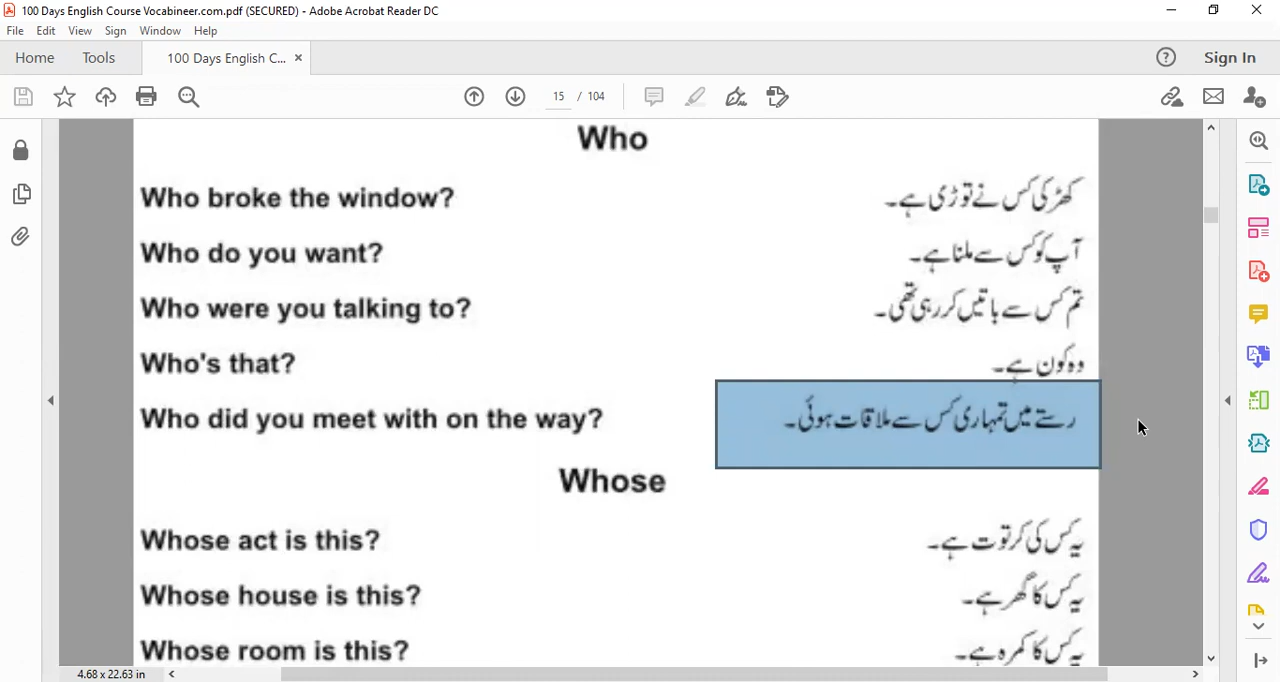 100 Days English Course Vocabineer.com.pdf (SECURED) - Adobe Acrobat Reader DC
File Edit View Sign Window Help
Home Tools 100 Days English C... × Sign In
15 / 104
Who
Who broke the window? کھڑکی کس نے توڑی ہے۔
Who do you want? آپ کو کس سے ملنا ہے۔
Who were you talking to? تم کس سے باتیں کر رہی تھی۔
Who's that? وہ کون ہے۔
Who did you meet with on the way? رستے میں تمہاری کس سے ملاقات ہوئی۔
Whose
Whose act is this? یہ کس کی کرتوت ہے۔
Whose house is this? یہ کس کا گھر ہے۔
Whose room is this? یہ کس کا کمرہ ہے۔
4.68 x 22.63 in